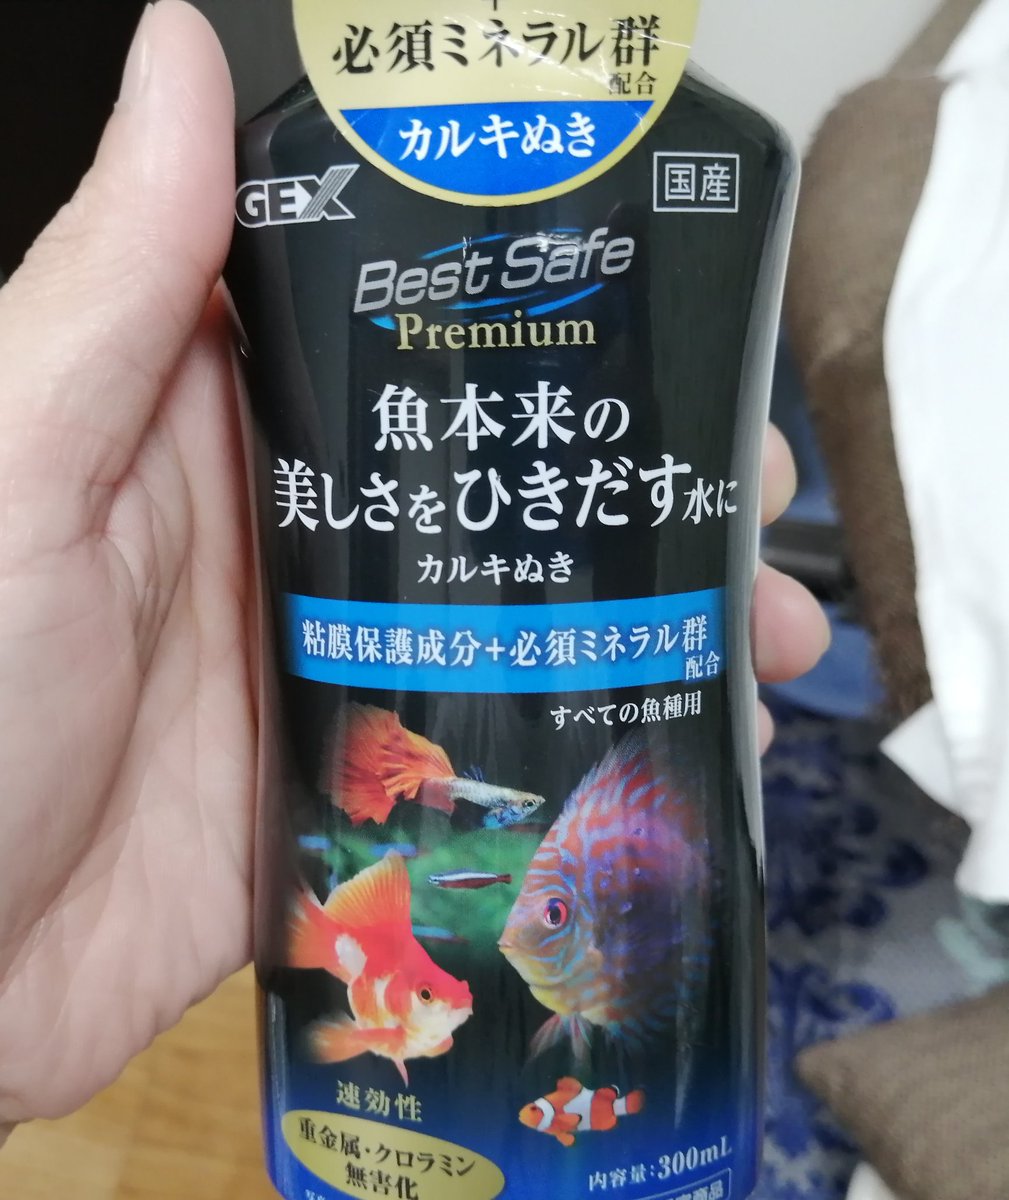 +
必須ミネラル群
配合
カルキぬき
GEX
国産
Best Safe
Premium
魚本来の
美しさをひきだす水に
カルキぬき
粘膜保護成分+必須ミネラル群
配合
すべての魚種用
速効性
重金属・クロラミン
無害化
内容量:300mL